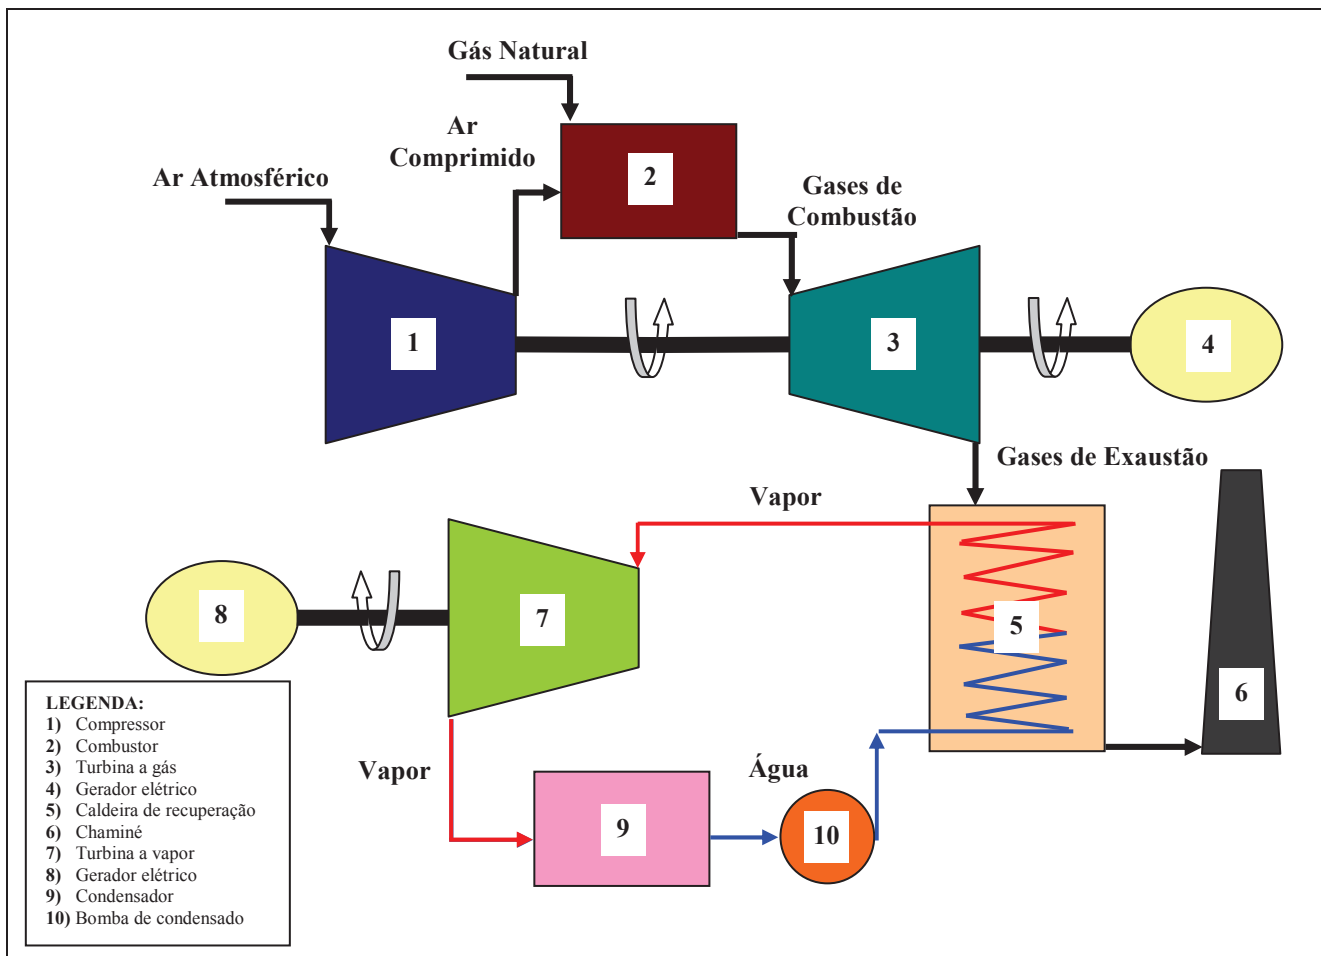 Gás Natural
Ar
Comprimido
2
Ar Atmosférico
Gases de
Combustão
1
3
4
Gases de Exaustão
Vapor
8
7
5
6
LEGENDA:
1) Compressor
2) Combustor
3) Turbina a gás
4) Gerador elétrico
5) Caldeira de recuperação
6) Chaminé
7) Turbina a vapor
8) Gerador elétrico
9) Condensador
10) Bomba de condensado
Vapor
Água
9
10